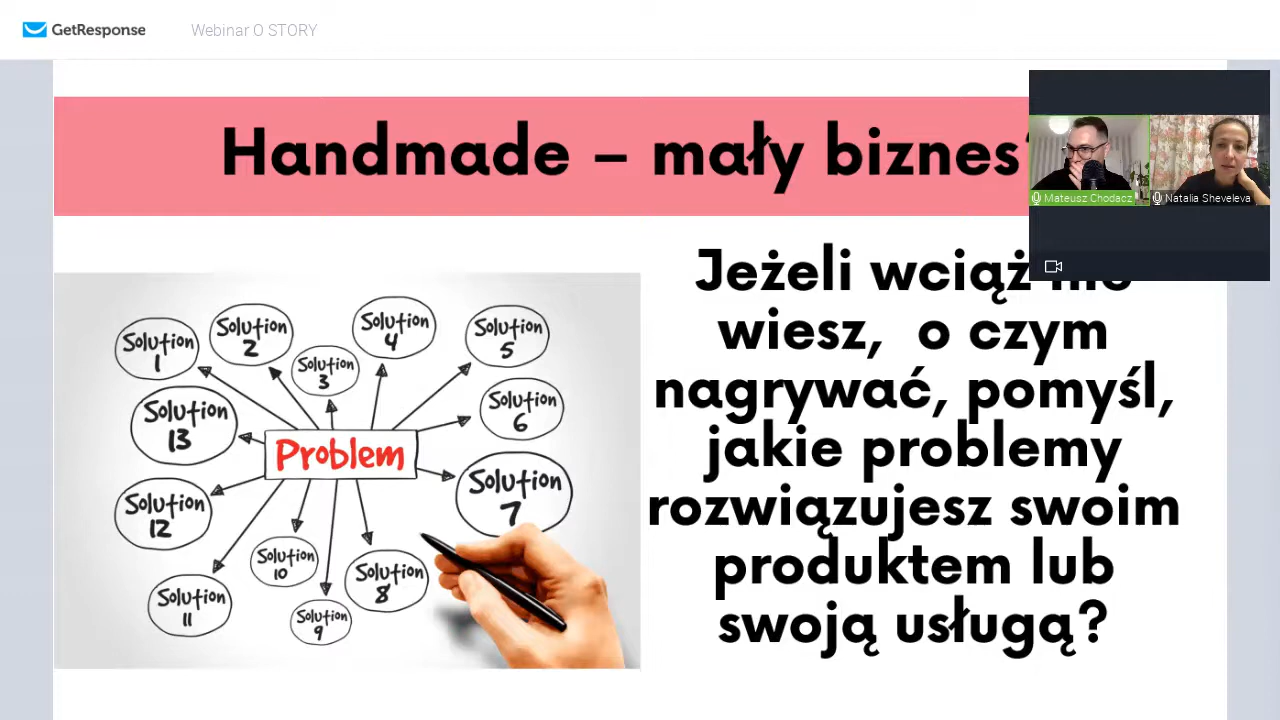 GetResponse
Webinar O STORY
Handmade – mały biznes?
Mateusz Chodacz
Natalia Sheveleva
Jeżeli wciąż nie
wiesz, o czym
nagrywać, pomyśl,
jakie problemy
rozwiązujesz swoim
produktem lub
swoją usługą?
Solution
1
Solution
2
Solution
3
Solution
4
Solution
5
Solution
6
Solution
7
Solution
8
Solution
9
Solution
10
Solution
11
Solution
12
Solution
13
Problem